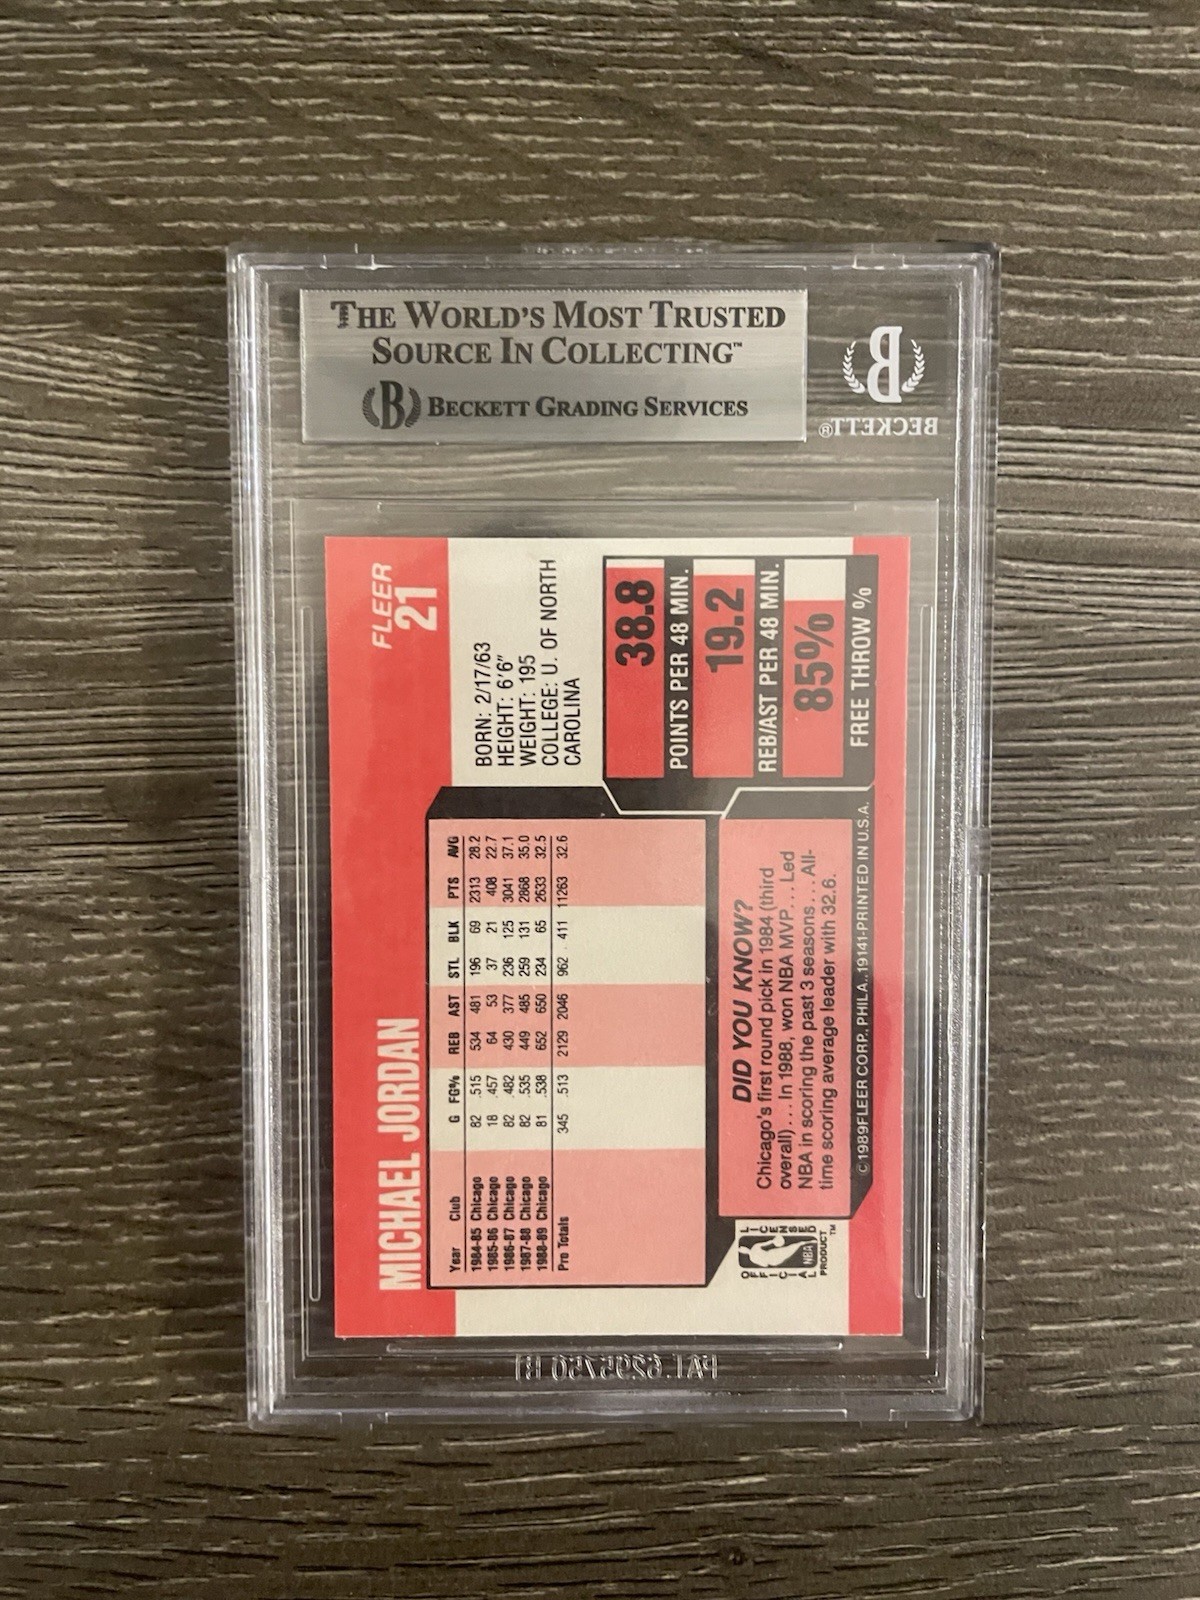 THE WORLD'S MOST TRUSTED
SOURCE IN COLLECTING™
B BECKETT GRADING SERVICES
B
BECKETT®
FLEER
21
MICHAEL JORDAN
BORN: 2/17/63
HEIGHT: 6'6"
WEIGHT: 195
COLLEGE: U. OF NORTH
CAROLINA
Year Club G FG% REB AST STL BLK PTS AVG
1984-85 Chicago 82 .515 534 481 196 69 2313 28.2
1985-86 Chicago 18 .457 64 53 37 21 408 22.7
1986-87 Chicago 82 .482 430 377 236 125 3041 37.1
1987-88 Chicago 82 .535 449 485 259 131 2868 35.0
1988-89 Chicago 81 .538 652 650 234 65 2633 32.5
Pro Totals 345 .513 2129 2046 962 411 11263 32.6
38.8
POINTS PER 48 MIN.
19.2
REB/AST PER 48 MIN.
85%
FREE THROW %
DID YOU KNOW?
Chicago's first round pick in 1984 (third
overall)... In 1988, won NBA MVP... Led
NBA in scoring the past 3 seasons... All-
time scoring average leader with 32.6.
©1989FLEER CORP., PHILA., 19141-PRINTED IN U.S.A.
OFFICIAL LICENSED
NBA
PRODUCT™